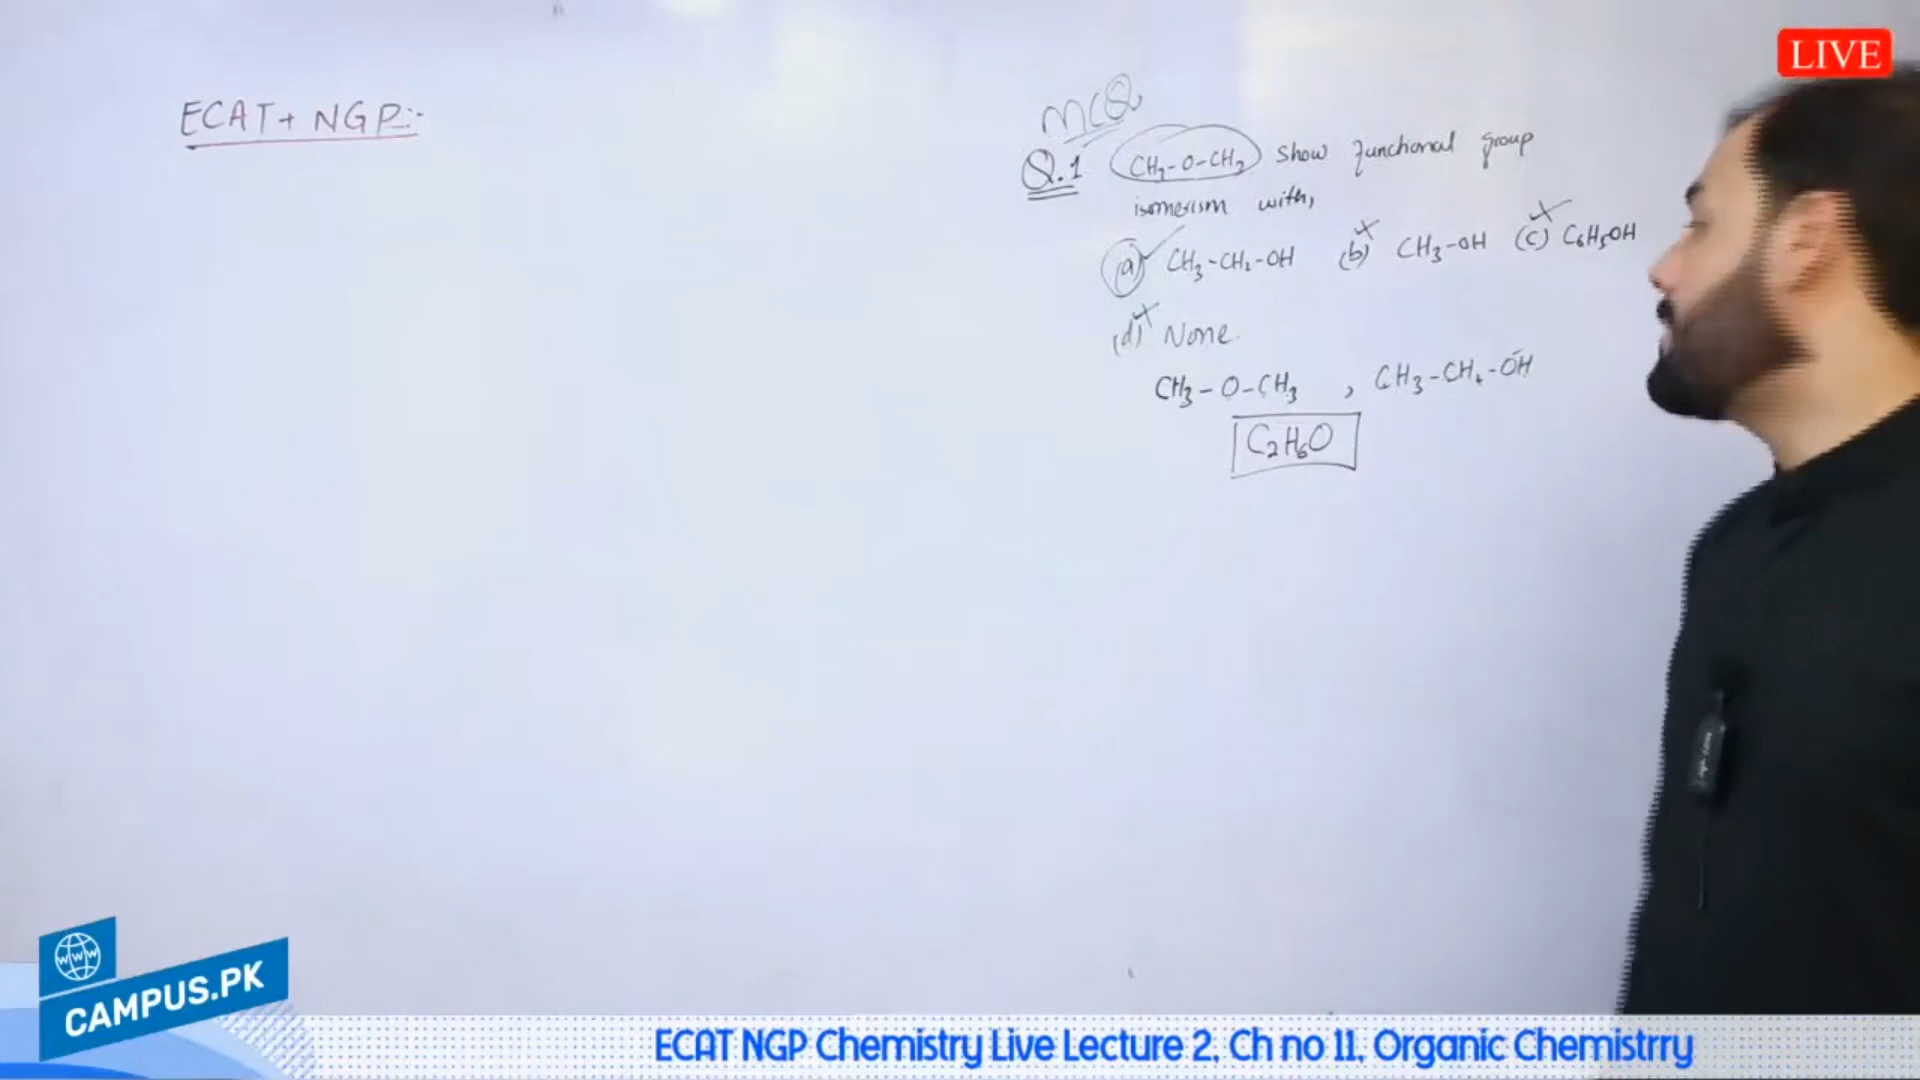 LIVE
ECAT + NGP:-
MCQ
Q.1 CH3-O-CH3 show functional group
isomerism with,
(a) CH3-CH2-OH (b) CH3-OH (c) C6H5OH
(d) None.
CH3-O-CH3 , CH3-CH2-OH
C2H6O
WWW
CAMPUS.PK
ECAT NGP Chemistry Live Lecture 2, Ch no 11, Organic Chemistrry